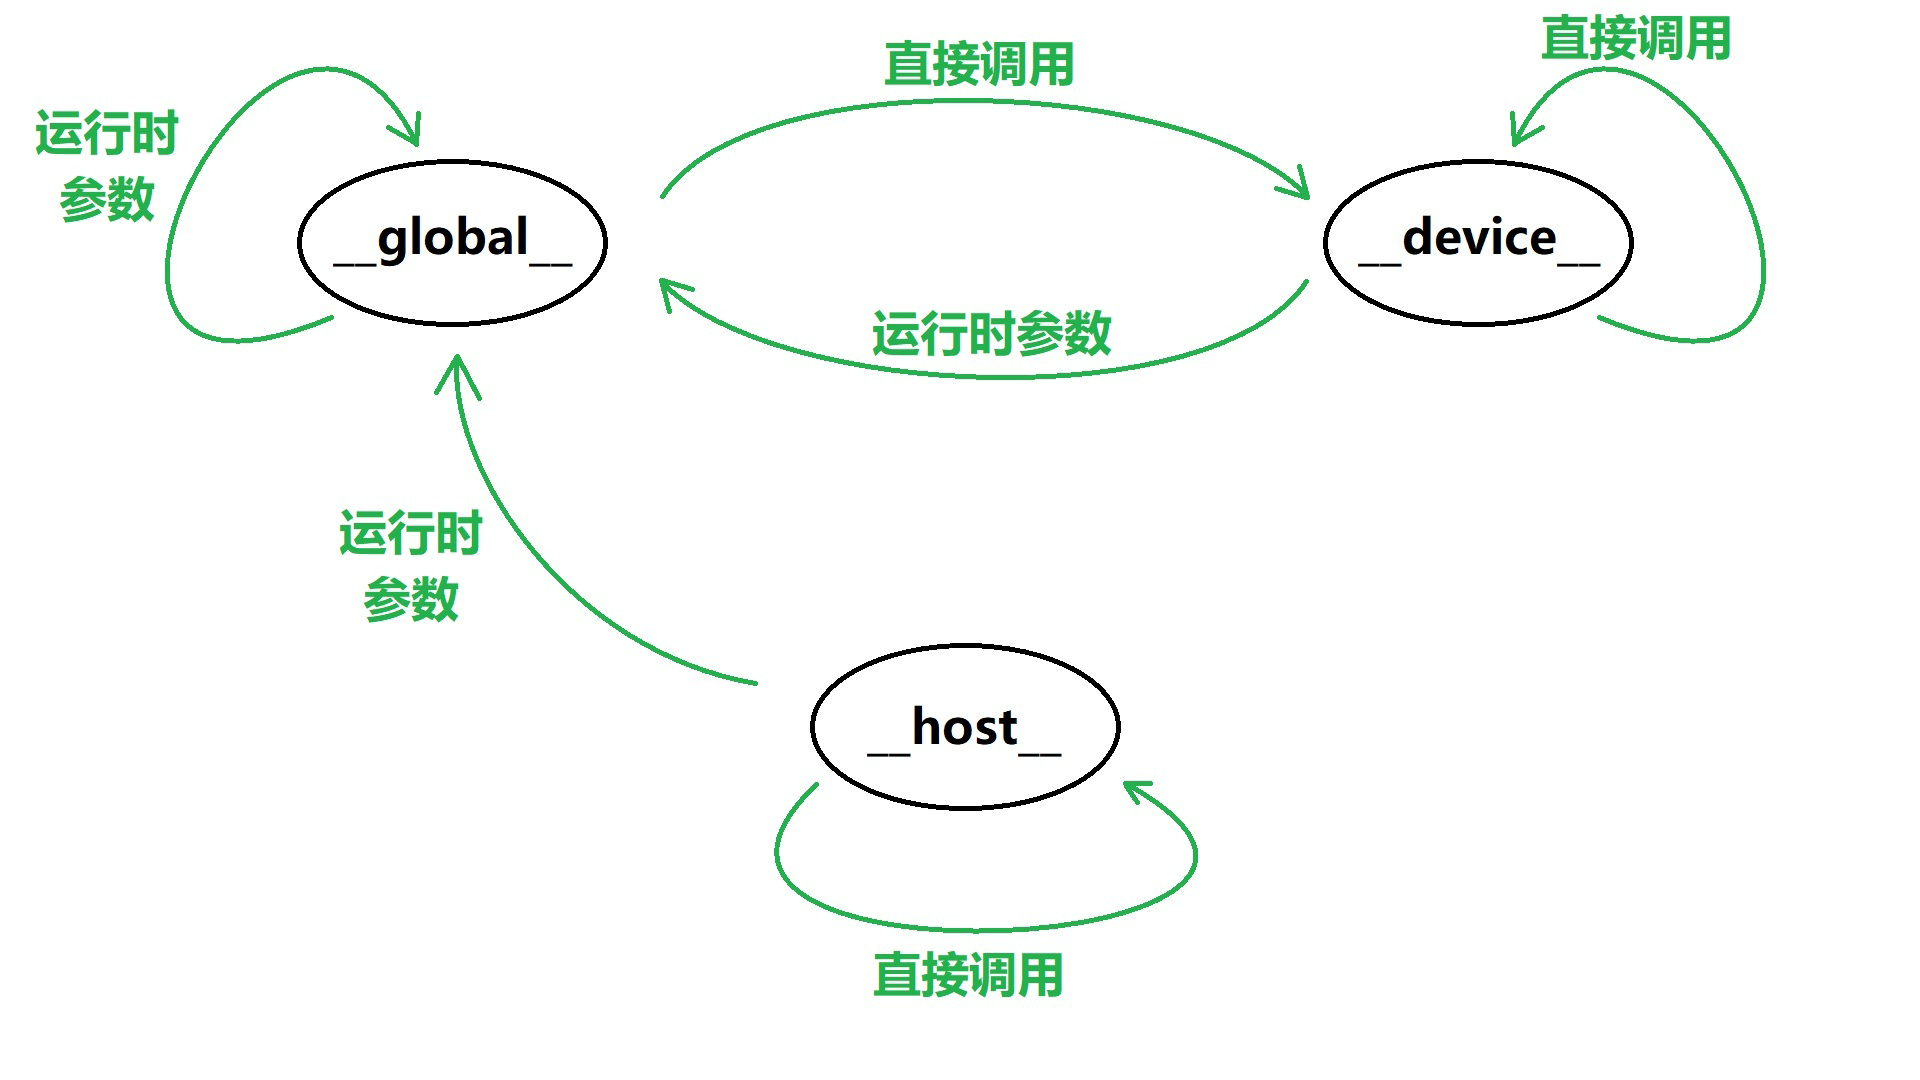 直接调用
直接调用
运行时
参数
__global__
__device__
运行时参数
运行时
参数
__host__
直接调用